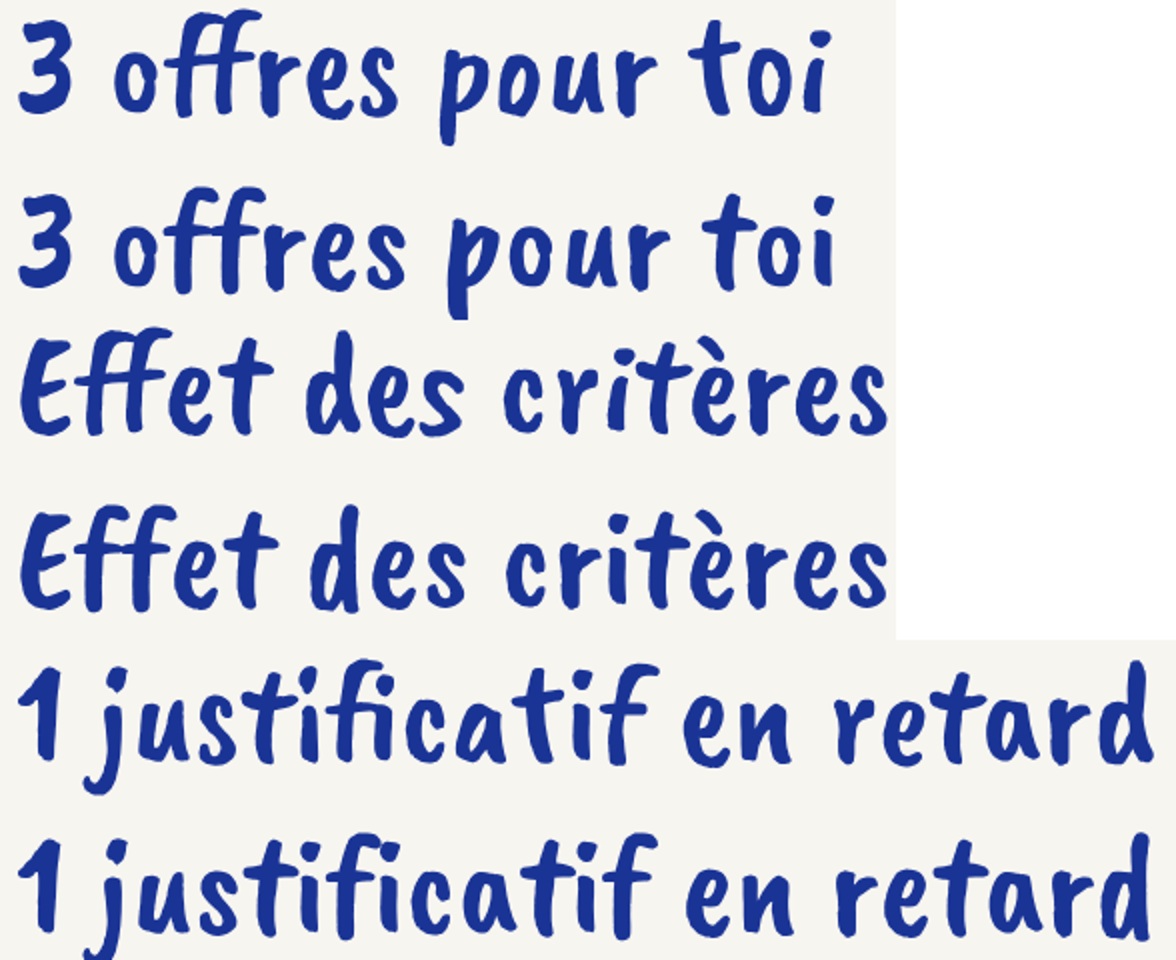 3 offres pour toi
3 offres pour toi
Effet des critères
Effet des critères
1 justificatif en retard
1 justificatif en retard